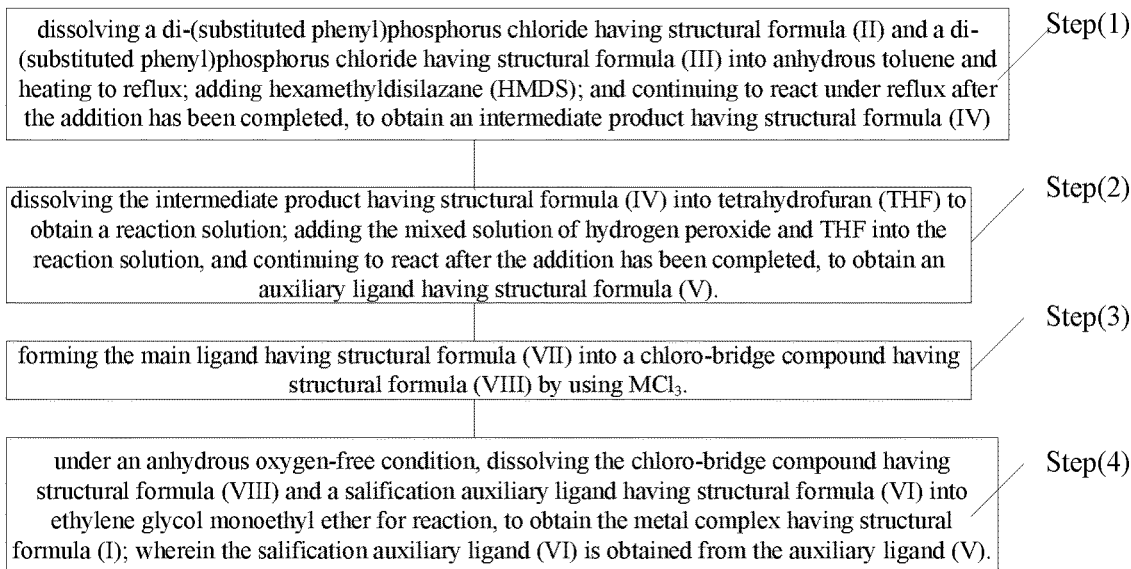 dissolving a di-(substituted phenyl)phosphorus chloride having structural formula (II) and a di-
(substituted phenyl)phosphorus chloride having structural formula (III) into anhydrous toluene and
heating to reflux; adding hexamethyldisilazane (HMDS); and continuing to react under reflux after
the addition has been completed, to obtain an intermediate product having structural formula (IV)
Step(1)
dissolving the intermediate product having structural formula (IV) into tetrahydrofuran (THF) to
obtain a reaction solution; adding the mixed solution of hydrogen peroxide and THF into the
reaction solution, and continuing to react after the addition has been completed, to obtain an
auxiliary ligand having structural formula (V).
Step(2)
forming the main ligand having structural formula (VII) into a chloro-bridge compound having
structural formula (VIII) by using MCl₃.
Step(3)
under an anhydrous oxygen-free condition, dissolving the chloro-bridge compound having
structural formula (VIII) and a salification auxiliary ligand having structural formula (VI) into
ethylene glycol monoethyl ether for reaction, to obtain the metal complex having structural
formula (I); wherein the salification auxiliary ligand (VI) is obtained from the auxiliary ligand (V).
Step(4)